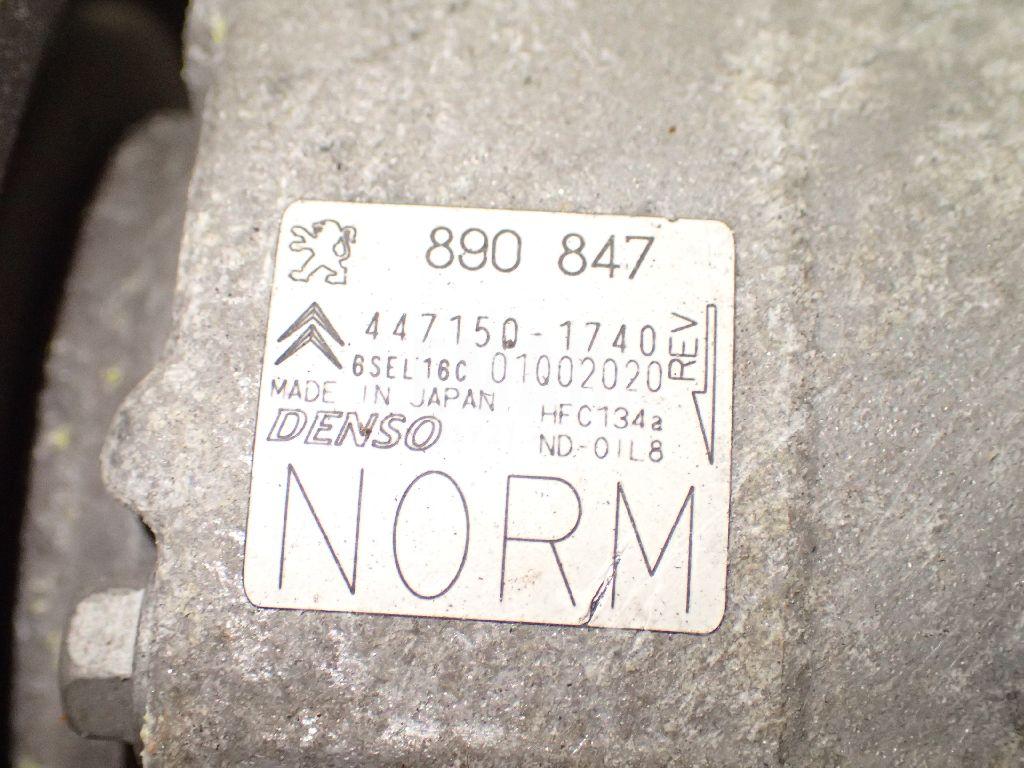 890 847
447150-1740
REV
6SEL16C 01002020
MADE IN JAPAN
HFC134a
DENSO
ND-OIL8
NORM